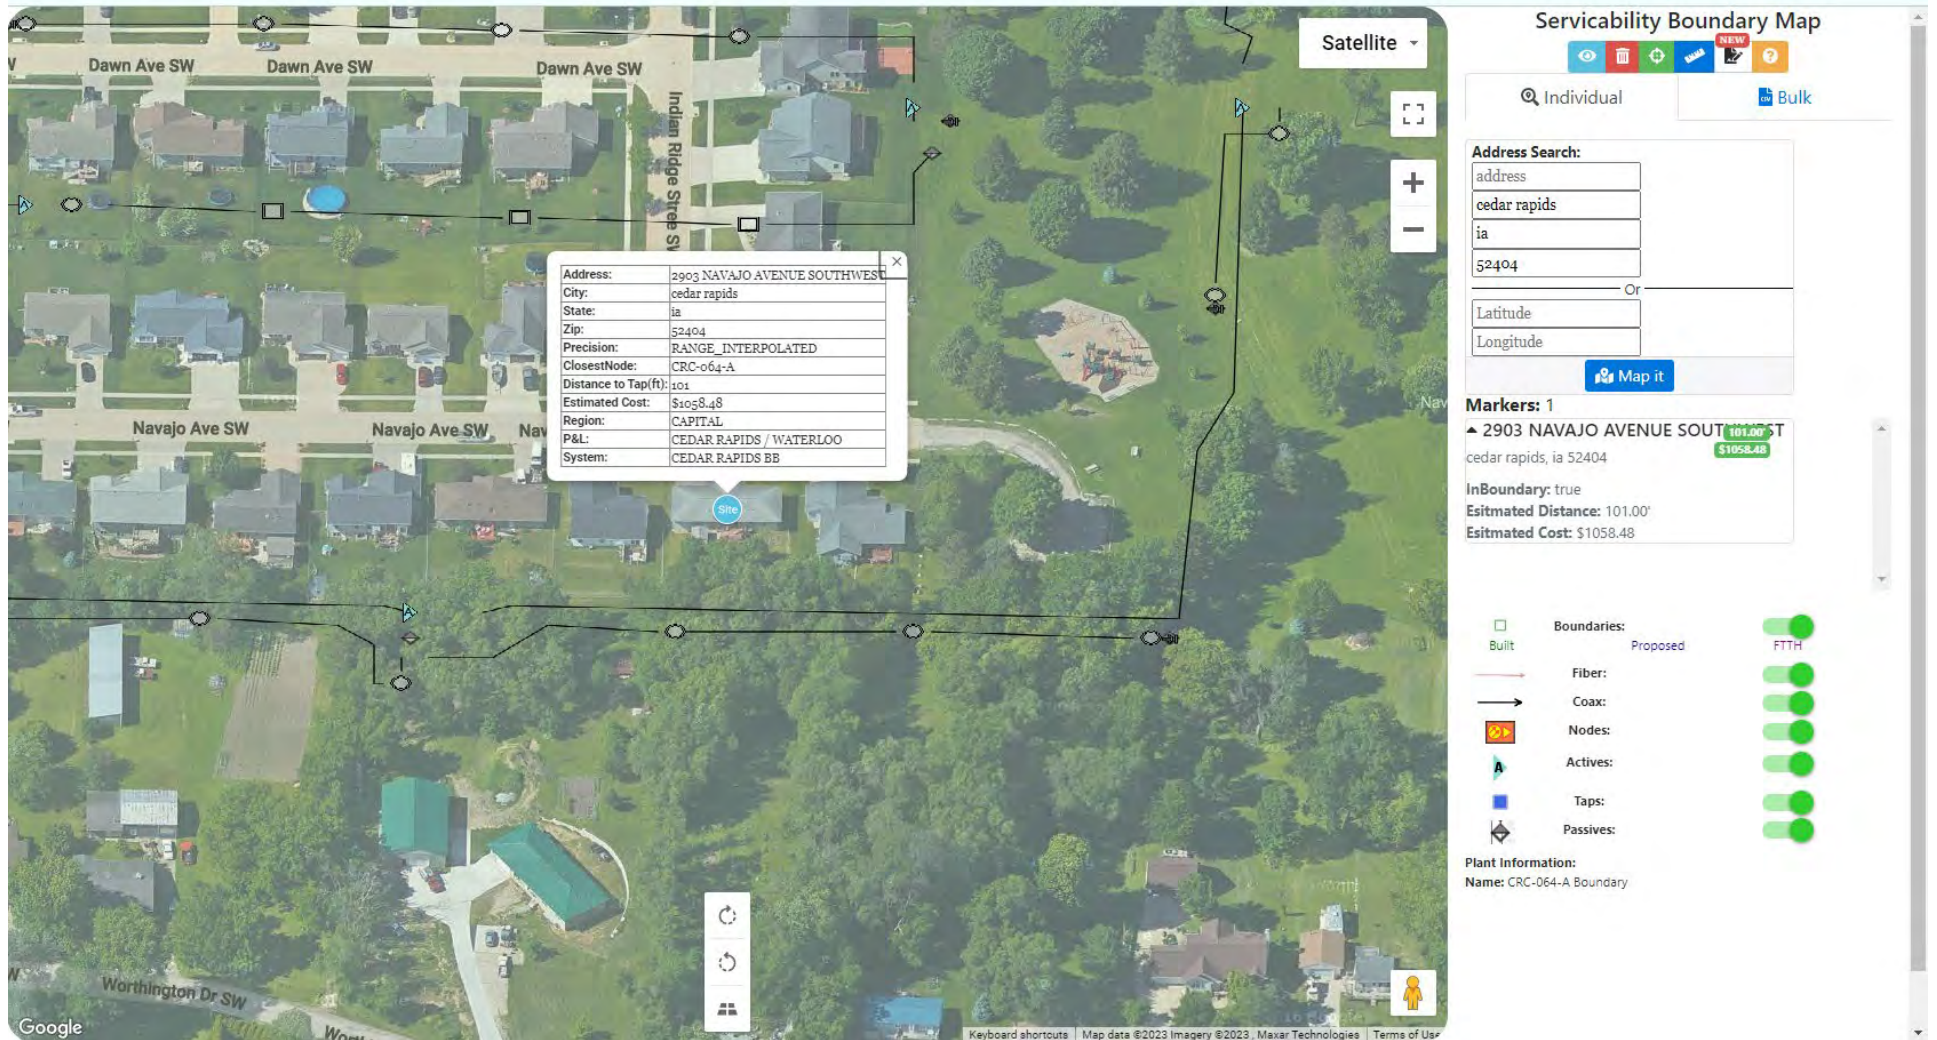 Dawn Ave SW
Dawn Ave SW
Dawn Ave SW
Indian Ridge Stree SW
Satellite
Address: 2903 NAVAJO AVENUE SOUTHWEST
City: cedar rapids
State: ia
Zip: 52404
Precision: RANGE_INTERPOLATED
ClosestNode: CRC-064-A
Distance to Tap(ft): 101
Estimated Cost: $1058.48
Region: CAPITAL
P&L: CEDAR RAPIDS / WATERLOO
System: CEDAR RAPIDS BB
Navajo Ave SW
Navajo Ave SW
Nav
Nav
Site
Worthington Dr SW
Google
Keyboard shortcuts
Map data ©2023 Imagery ©2023 , Maxar Technologies
Terms of Use
Servicability Boundary Map
NEW
Individual
Bulk
Address Search:
address
cedar rapids
ia
52404
Or
Latitude
Longitude
Map it
Markers: 1
2903 NAVAJO AVENUE SOUTHWEST
101.00'
$1058.48
cedar rapids, ia 52404
InBoundary: true
Esitmated Distance: 101.00'
Esitmated Cost: $1058.48
Boundaries:
Built
Proposed
FTTH
Fiber:
Coax:
Nodes:
A
Actives:
Taps:
Passives:
Plant Information:
Name: CRC-064-A Boundary